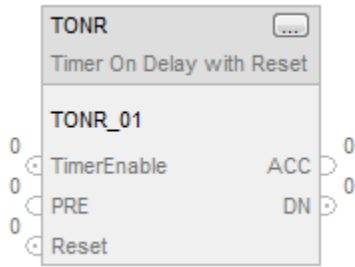 TONR ...
Timer On Delay with Reset
TONR_01
0 TimerEnable ACC 0
0 PRE DN 0
0 Reset